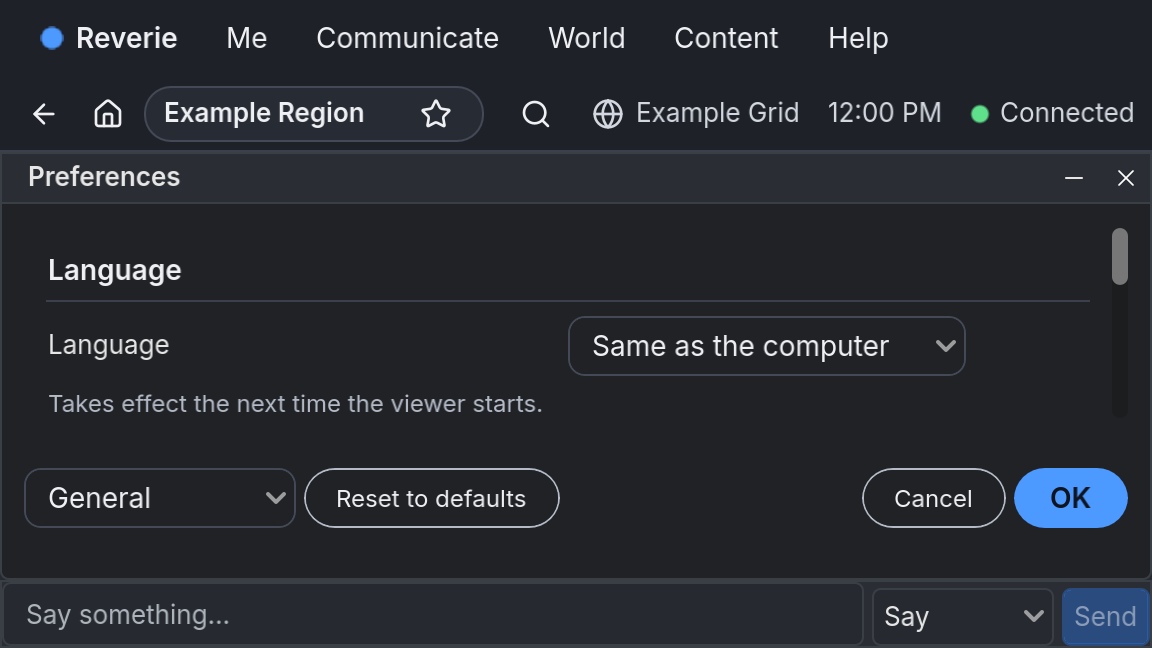 Reverie Me Communicate World Content Help
Example Region Example Grid 12:00 PM Connected
Preferences
Language
Language Same as the computer
Takes effect the next time the viewer starts.
General Reset to defaults Cancel OK
Say something... Say Send